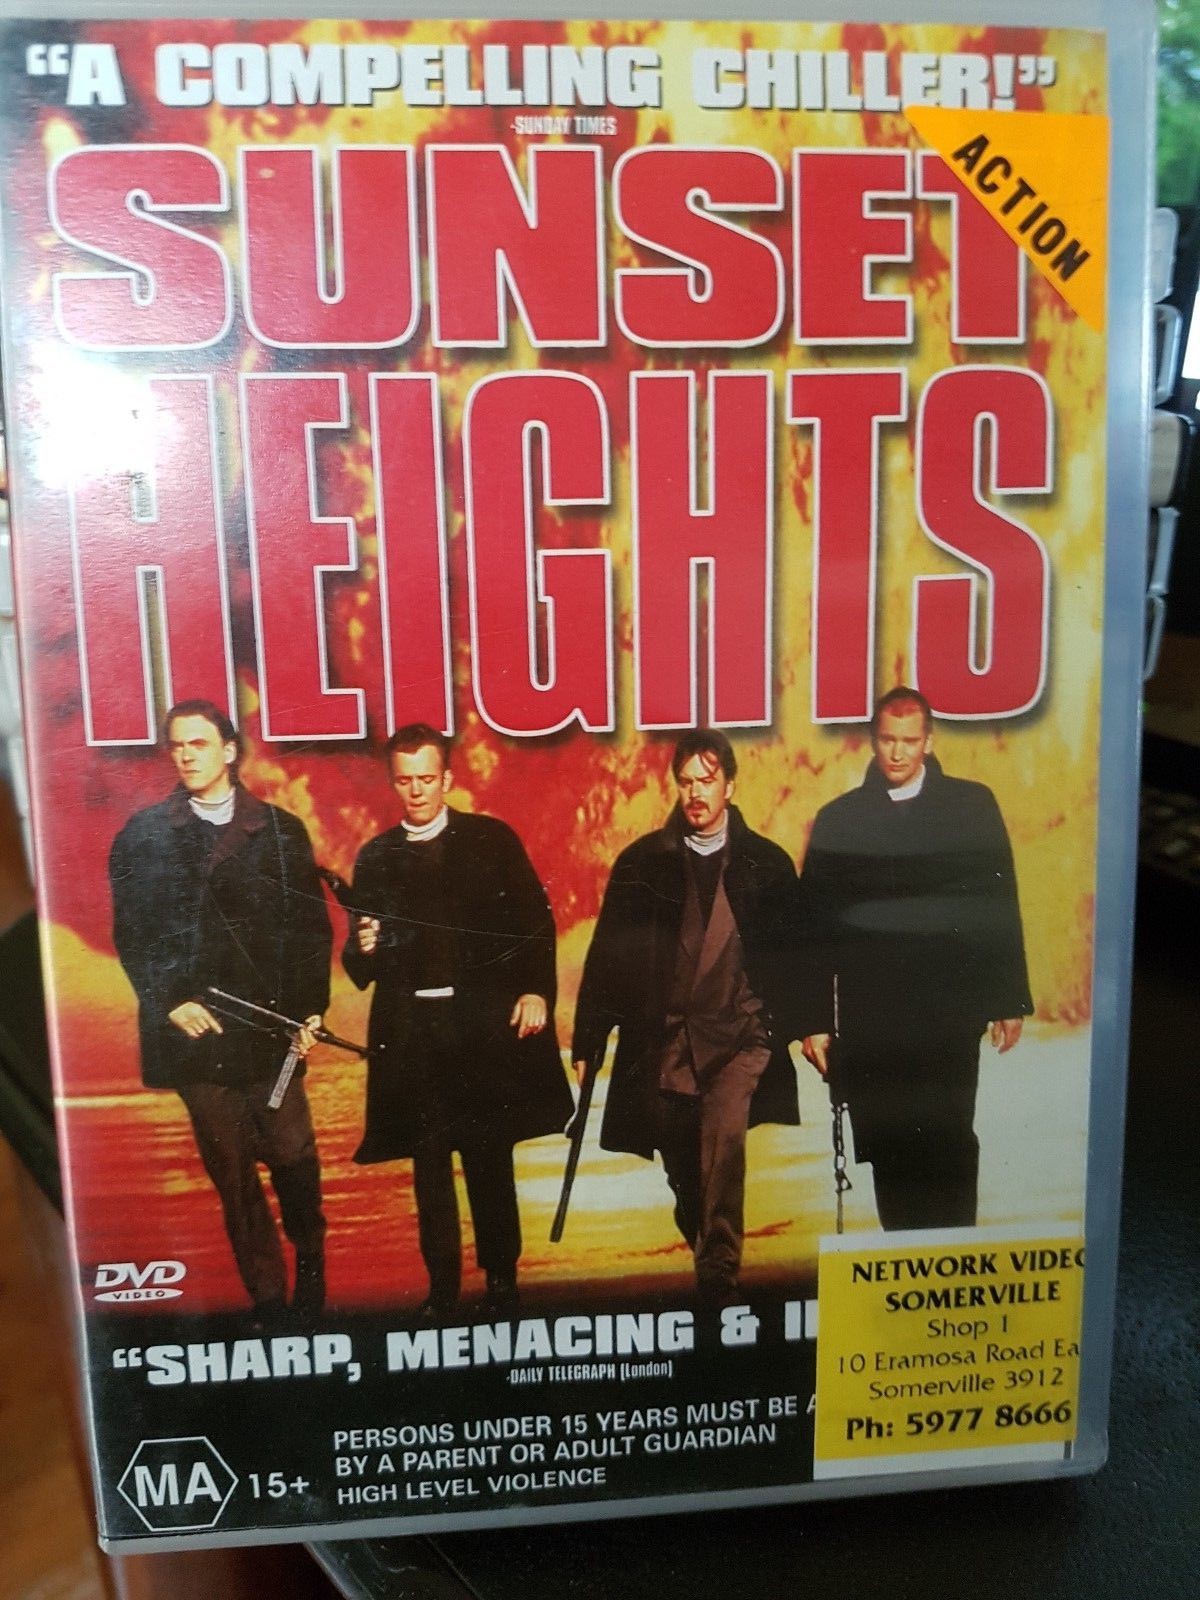 “A COMPELLING CHILLER!”
-SUNDAY TIMES
ACTION
SUNSET
HEIGHTS
DVD
VIDEO
“SHARP, MENACING &
-DAILY TELEGRAPH (London)
PERSONS UNDER 15 YEARS MUST BE
BY A PARENT OR ADULT GUARDIAN
HIGH LEVEL VIOLENCE
MA 15+
NETWORK VIDEO
SOMERVILLE
Shop 1
10 Eramosa Road Ea
Somerville 3912
Ph: 5977 8666